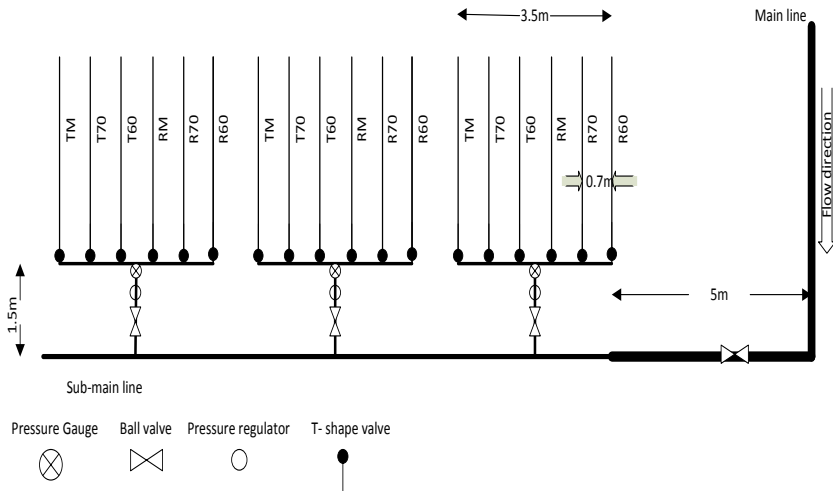 3.5m
Main line
TM
T70
T60
RM
R70
R60
TM
T70
T60
RM
R70
R60
TM
T70
T60
RM
R70
R60
0.7m
Flow direction
1.5m
5m
Sub-main line
Pressure Gauge
Ball valve
Pressure regulator
T- shape valve